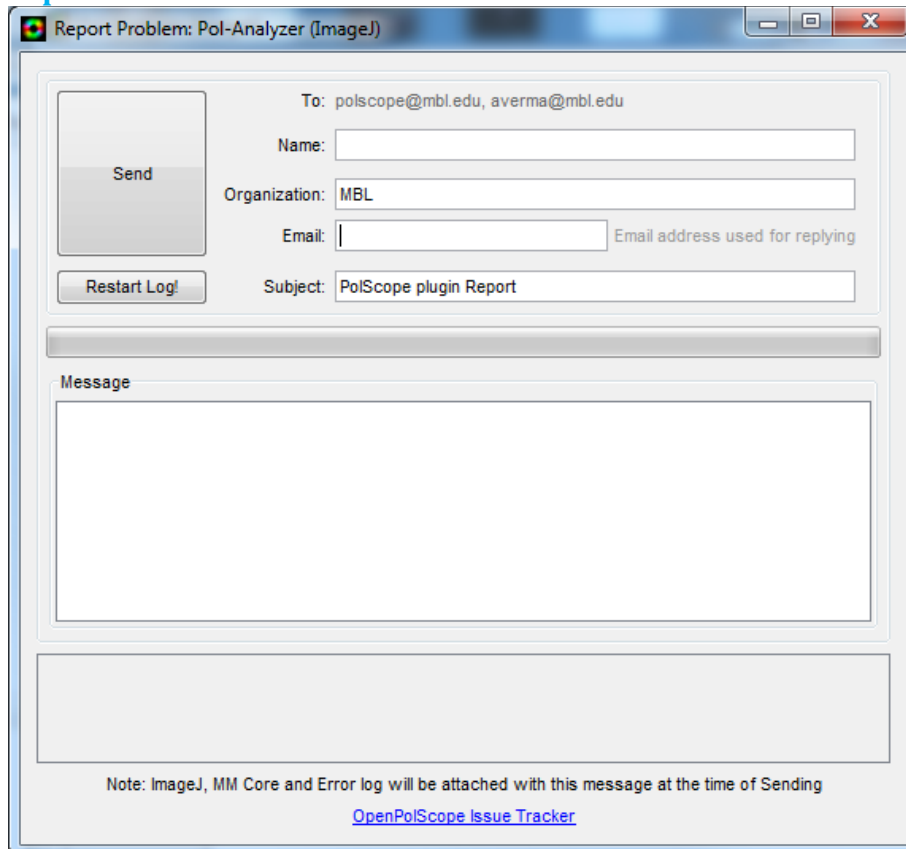 Report Problem: Pol-Analyzer (ImageJ)
To: polscope@mbl.edu, averma@mbl.edu
Name:
Send
Organization: MBL
Email: Email address used for replying
Restart Log!
Subject: PolScope plugin Report
Message
Note: ImageJ, MM Core and Error log will be attached with this message at the time of Sending
OpenPolScope Issue Tracker